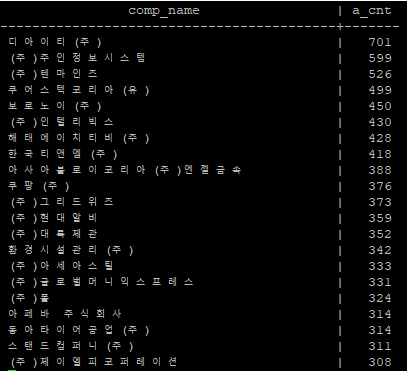 comp_name | a_cnt
디아이티(주) | 701
(주)주인정보시스템 | 599
(주)텐마인즈 | 526
쿠어스텍코리아(유) | 499
보로노이(주) | 450
(주)인텔리빅스 | 430
해태에이치티비(주) | 428
한국티앤엠(주) | 418
아사아블로이코리아(주)엔젤금속 | 388
쿠팡(주) | 376
(주)그리드위즈 | 373
(주)현대알비 | 359
(주)대륙제관 | 352
환경시설관리(주) | 342
(주)아세아스틸 | 333
(주)글로벌머니익스프레스 | 331
(주)풀 | 324
아페바 주식회사 | 314
동아타이어공업(주) | 314
스탠드컴퍼니(주) | 311
(주)제이엘피코퍼레이션 | 308